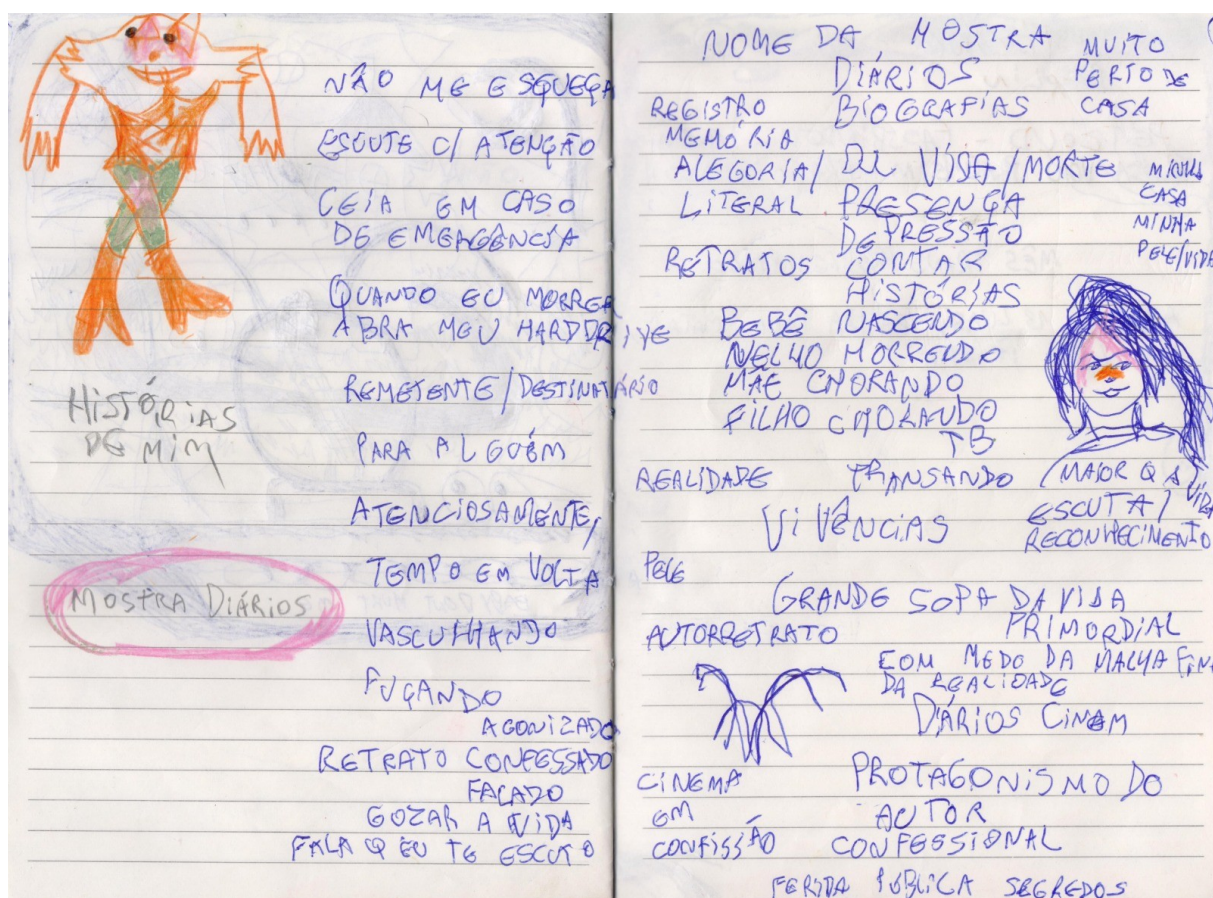 NÃO ME ESQUEÇA
ESCUTE C/ ATENÇÃO
CEIA EM CASO
DE EMERGÊNCIA
QUANDO EU MORRER
ABRA MEU HARDDRIVE
REMETENTE/DESTINATÁRIO
HISTÓRIAS
DE MIM
PARA ALGUÉM
ATENCIOSAMENTE,
TEMPO EM VOLTA
MOSTRA DIÁRIOS
VASCULHANDO
FUÇANDO
AGONIZADO
RETRATO CONFESSADO
FALADO
GOZAR A VIDA
FALA Q EU TE ESCUTO
NOME DA MOSTRA
MUITO
PERTO DE
CASA
DIÁRIOS
REGISTRO BIOGRAFIAS
MEMÓRIA
ALEGORIA/ DE VIDA/MORTE
LITERAL PRESENÇA
MINHA
CASA
MINHA
PELE/VIDA
DEPRESSÃO
RETRATOS CONTAR
HISTÓRIAS
BEBÊ NASCENDO
VELHO MORRENDO
MÃE CHORANDO
FILHO CHORANDO
TB
REALIDADE TRANSANDO
MAIOR Q A VIDA
ESCUTA/
RECONHECIMENTO
VIVÊNCIAS
PELE
GRANDE SOPA DA VIDA
PRIMORDIAL
AUTORRETRATO
COM MEDO DA MALHA FINA
DA REALIDADE
DIÁRIOS CINEM
CINEMA
EM
CONFISSÃO
PROTAGONISMO DO
AUTOR
CONFESSIONAL
FERIDA PÚBLICA SEGREDOS